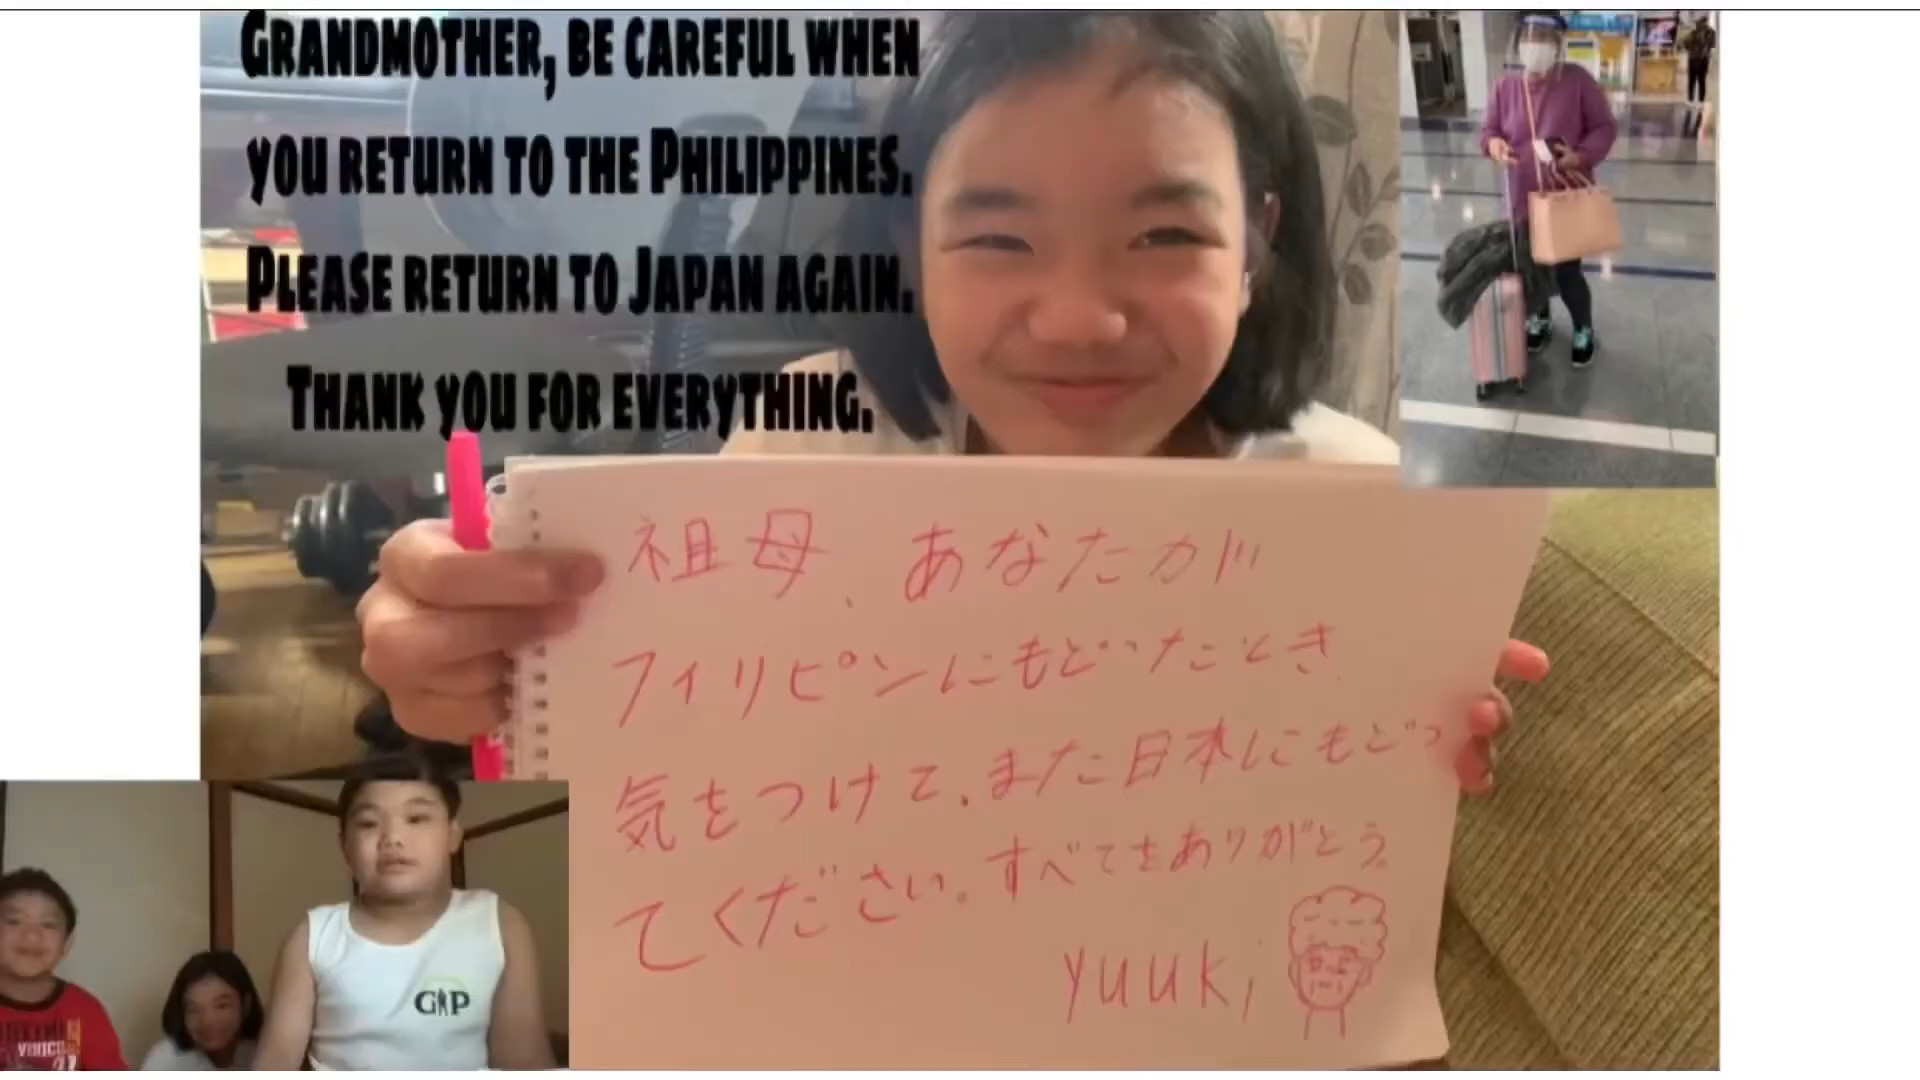 GRANDMOTHER, BE CAREFUL WHEN
YOU RETURN TO THE PHILIPPINES.
PLEASE RETURN TO JAPAN AGAIN.
THANK YOU FOR EVERYTHING.
祖母、あなたが
フィリピンにもどったとき
気をつけて。また日本にもどっ
てください。すべてをありがとう。
yuuki
GP